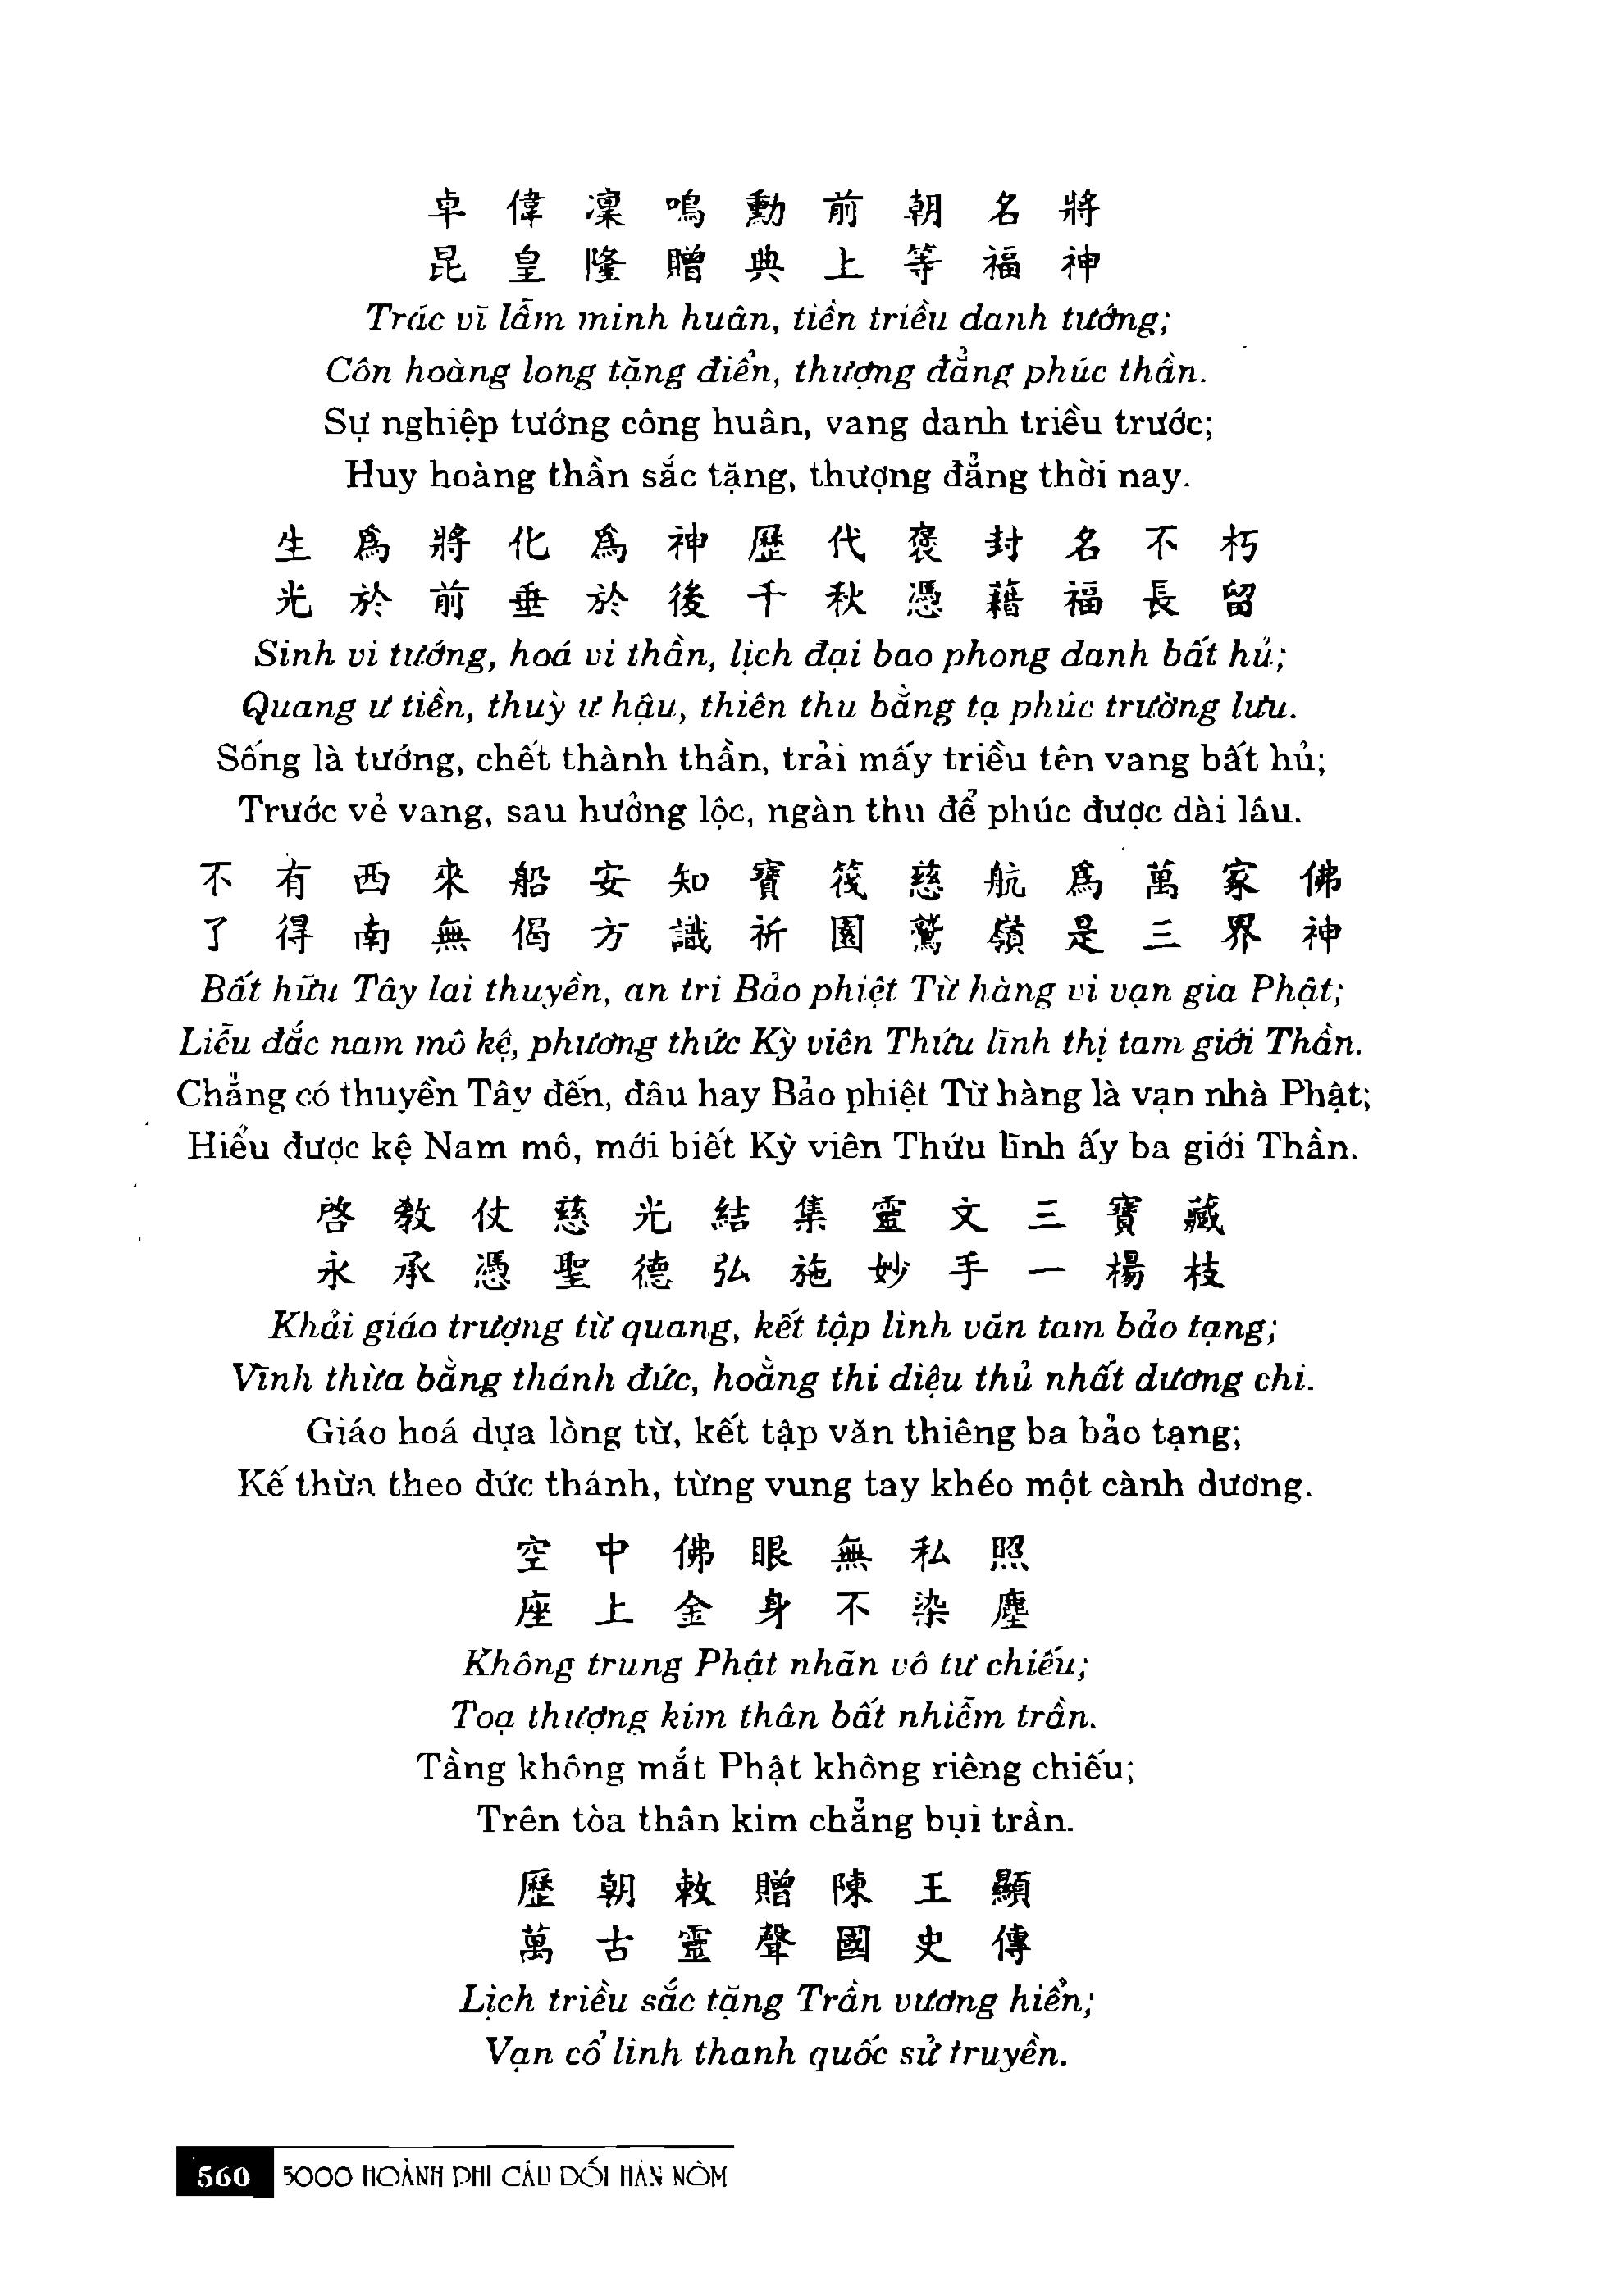 卓偉凜鳴勳前朝名將
昆皇隆贈典上等福神
Trác vĩ lẫm minh huân, tiền triều danh tướng;
Côn hoàng long tặng điển, thượng đẳng phúc thần.
Sự nghiệp tướng công huân, vang danh triều trước;
Huy hoàng thần sắc tặng, thượng đẳng thời nay.
生爲將化爲神歷代褒封名不朽
光於前垂於後千秋憑藉福長留
Sinh vi tướng, hoá vi thần, lịch đại bao phong danh bất hủ;
Quang ư tiền, thuỳ ư hậu, thiên thu bằng tạ phúc trường lưu.
Sống là tướng, chết thành thần, trải mấy triều tên vang bất hủ;
Trước vẻ vang, sau hưởng lộc, ngàn thu để phúc được dài lâu.
不有西來船安知寶筏慈航爲萬家佛
了得南無偈方識祈園鷲嶺是三界神
Bất hữu Tây lai thuyền, an tri Bảo phiệt Từ hàng vi vạn gia Phật;
Liễu đắc nam mô kệ, phương thức Kỳ viên Thứu lĩnh thị tam giới Thần.
Chẳng có thuyền Tây đến, đâu hay Bảo phiệt Từ hàng là vạn nhà Phật;
Hiểu được kệ Nam mô, mới biết Kỳ viên Thứu lĩnh ấy ba giới Thần.
啓教仗慈光結集靈文三寶藏
永承憑聖德弘施妙手一楊枝
Khải giáo trượng từ quang, kết tập linh văn tam bảo tạng;
Vĩnh thừa bằng thánh đức, hoằng thi diệu thủ nhất dương chi.
Giáo hoá dựa lòng từ, kết tập văn thiêng ba bảo tạng;
Kế thừa theo đức thánh, từng vung tay khéo một cành dương.
空中佛眼無私照
座上金身不染塵
Không trung Phật nhãn vô tư chiếu;
Toạ thượng kim thân bất nhiễm trần.
Tầng không mắt Phật không riêng chiếu;
Trên tòa thân kim chẳng bụi trần.
歷朝敕贈陳王顯
萬古靈聲國史傳
Lịch triều sắc tặng Trần vương hiển;
Vạn cổ linh thanh quốc sử truyền.
560 5000 HOÀNH PHI CÂU ĐỐI HÁN NÔM